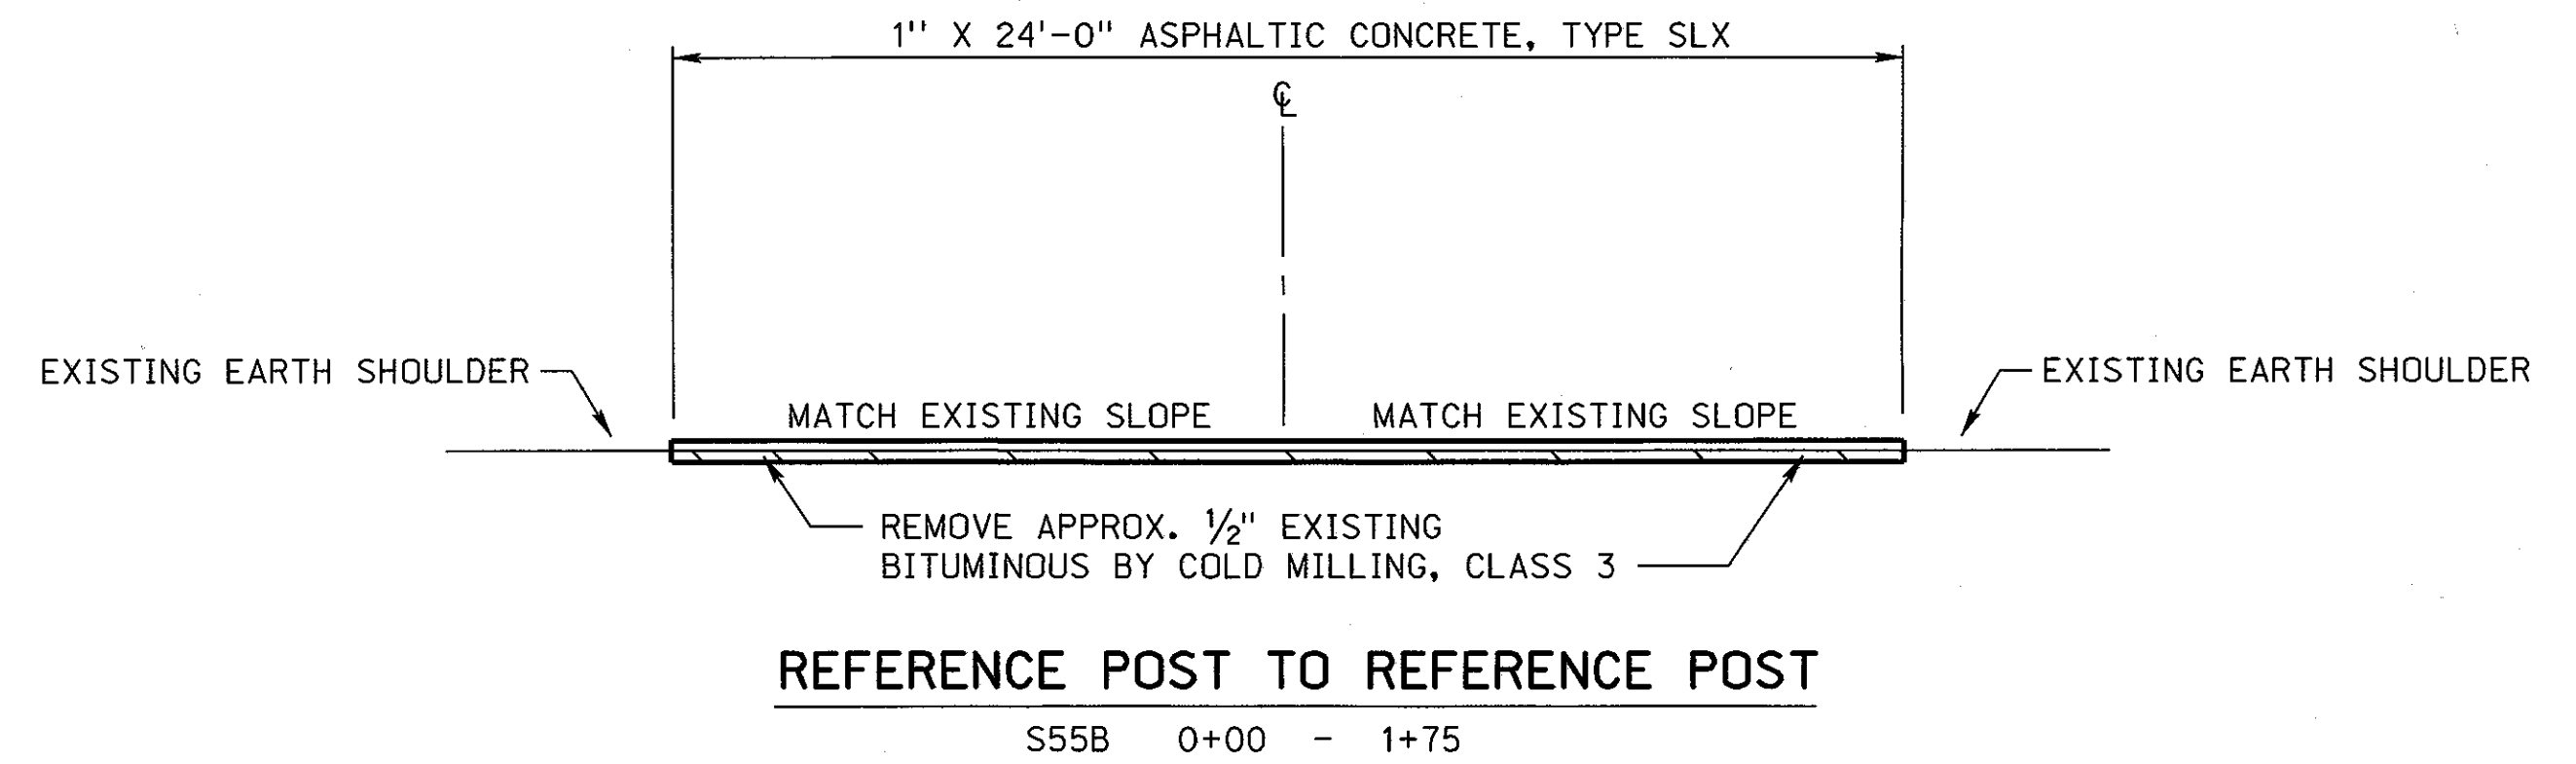 1" X 24'-0" ASPHALTIC CONCRETE, TYPE SLX
℄
EXISTING EARTH SHOULDER
EXISTING EARTH SHOULDER
MATCH EXISTING SLOPE
MATCH EXISTING SLOPE
REMOVE APPROX. 1/2" EXISTING
BITUMINOUS BY COLD MILLING, CLASS 3
REFERENCE POST TO REFERENCE POST
S55B 0+00 - 1+75